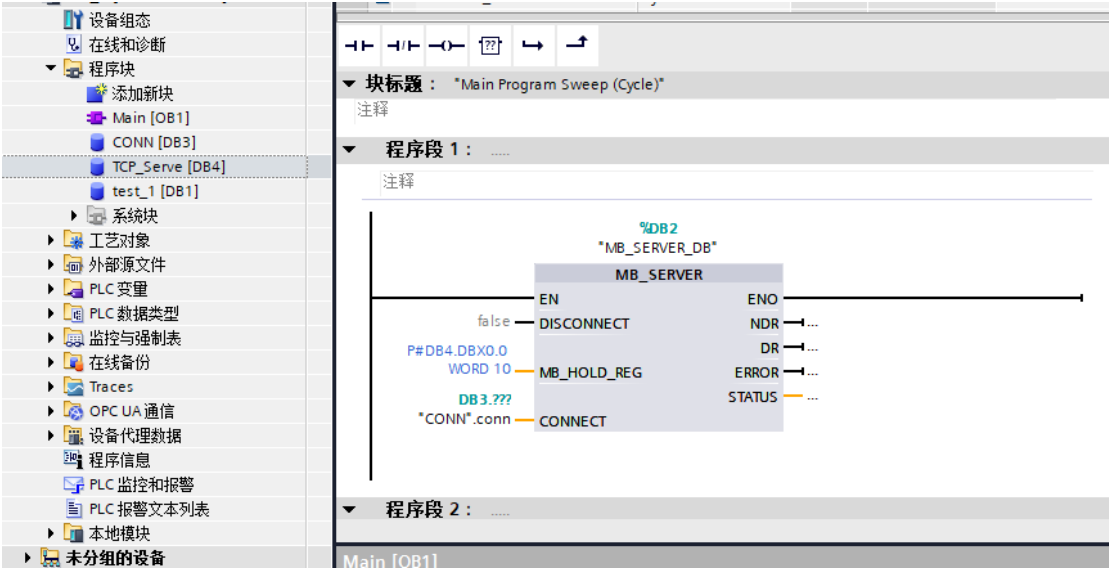 设备组态
在线和诊断
程序块
添加新块
Main [OB1]
CONN [DB3]
TCP_Serve [DB4]
test_1 [DB1]
系统块
工艺对象
外部源文件
PLC 变量
PLC 数据类型
监控与强制表
在线备份
Traces
OPC UA 通信
设备代理数据
程序信息
PLC 监控和报警
PLC 报警文本列表
本地模块
未分组的设备
??
块标题： "Main Program Sweep (Cycle)"
注释
程序段 1： .....
注释
%DB2
"MB_SERVER_DB"
MB_SERVER
EN ENO
false DISCONNECT NDR ...
P#DB4.DBX0.0 DR ...
WORD 10 MB_HOLD_REG ERROR ...
DB3.??? STATUS ...
"CONN".conn CONNECT
程序段 2： .....
Main [OB1]